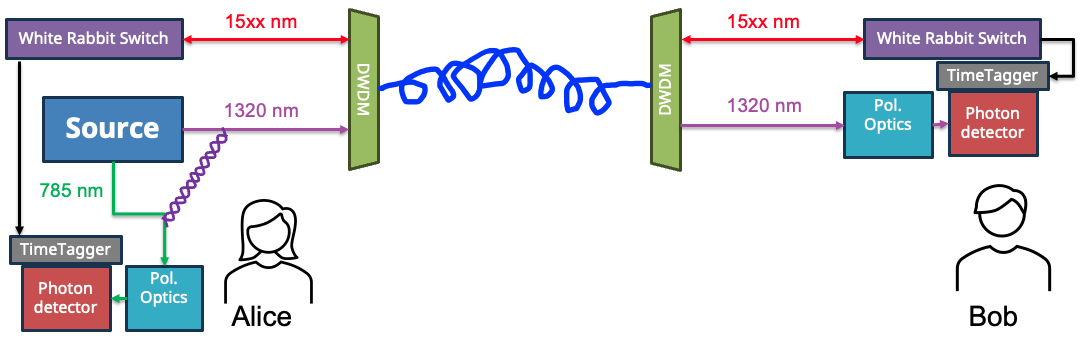 15xx nm
White Rabbit Switch
DWDM
Source
1320 nm
785 nm
TimeTagger
Photon
detector
Pol.
Optics
Alice
15xx nm
White Rabbit Switch
DWDM
TimeTagger
1320 nm
Pol.
Optics
Photon
detector
Bob